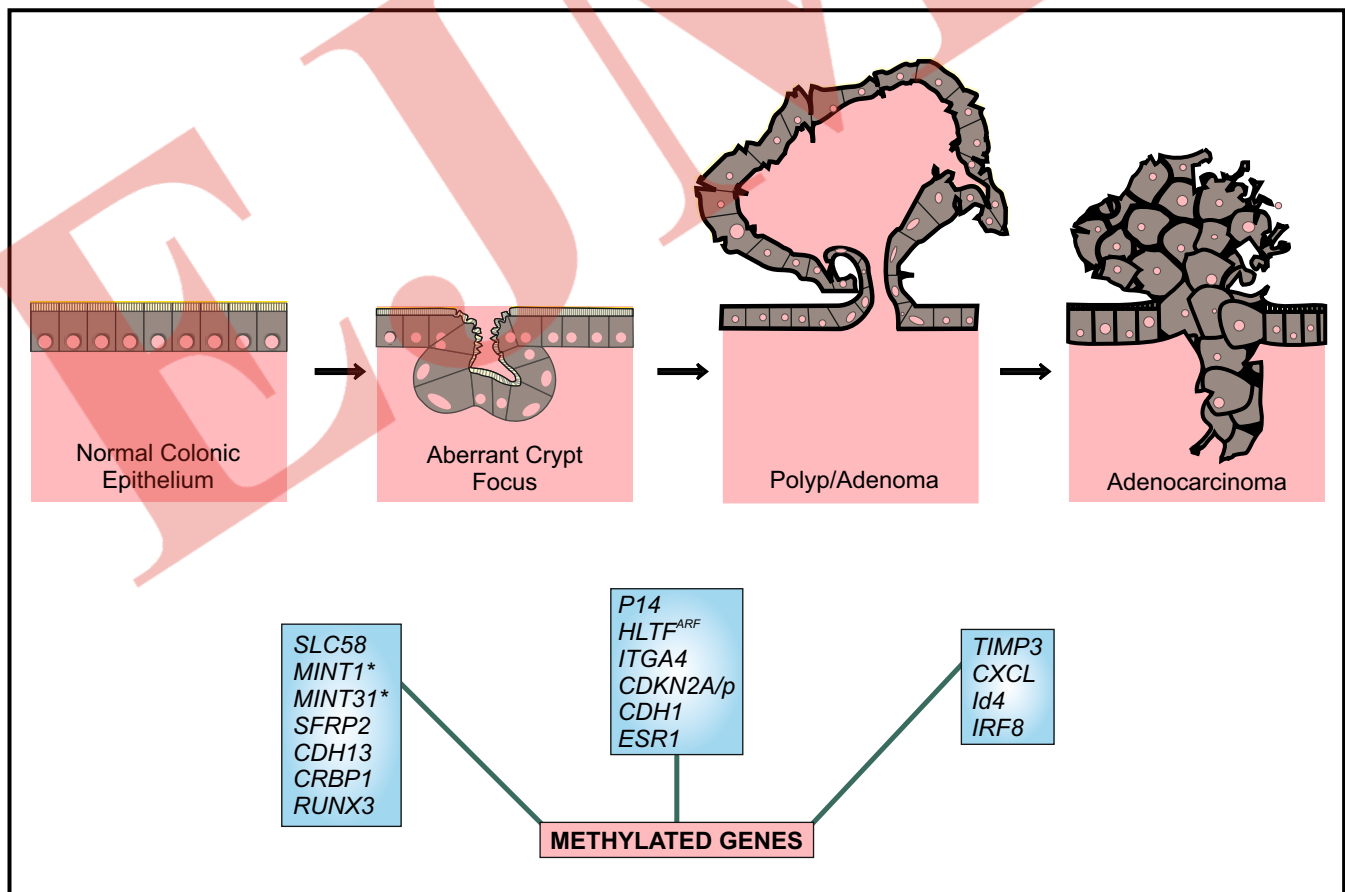 EJM
Normal Colonic
Epithelium
Aberrant Crypt
Focus
Polyp/Adenoma
Adenocarcinoma
SLC58
MINT1*
MINT31*
SFRP2
CDH13
CRBP1
RUNX3
P14
HLTF^ARF
ITGA4
CDKN2A/p
CDH1
ESR1
TIMP3
CXCL
Id4
IRF8
METHYLATED GENES